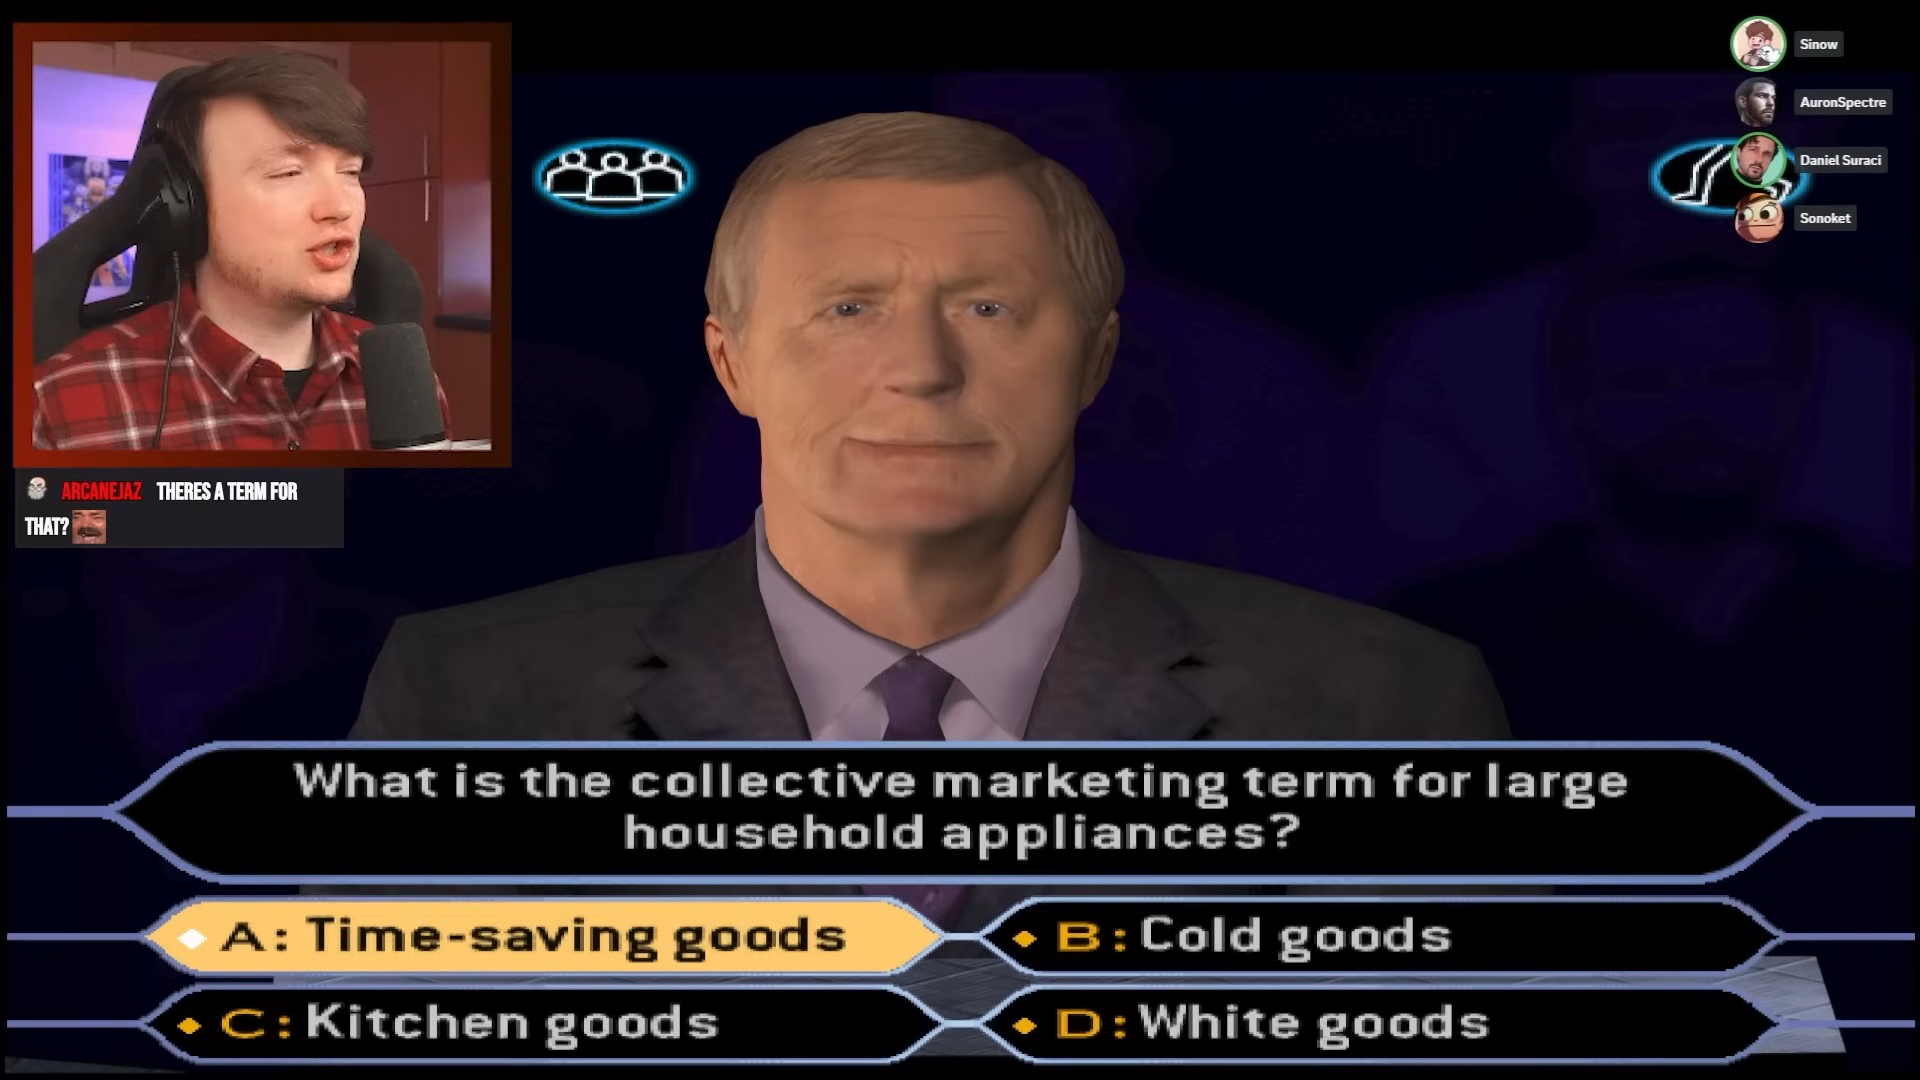 Sinow
AuronSpectre
Daniel Suraci
Sonoket
ARCANEJAZ THERES A TERM FOR
THAT?
What is the collective marketing term for large
household appliances?
A: Time-saving goods
B: Cold goods
C: Kitchen goods
D: White goods